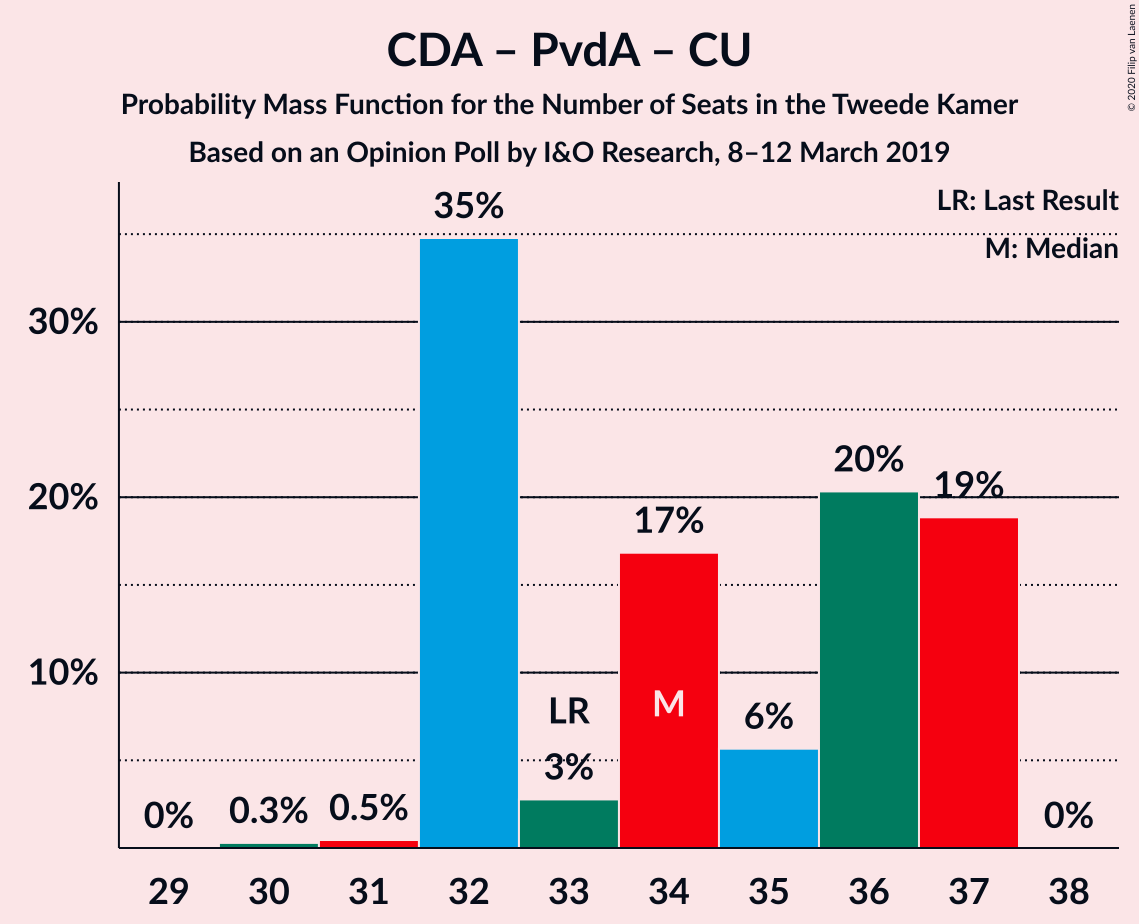 CDA – PvdA – CU
Probability Mass Function for the Number of Seats in the Tweede Kamer
Based on an Opinion Poll by I&O Research, 8–12 March 2019
© 2020 Filip van Laenen
LR: Last Result
M: Median
35%
30%
20%
19%
20%
17%
10%
LR
M
6%
3%
0%
0.3%
0.5%
0%
29 30 31 32 33 34 35 36 37 38